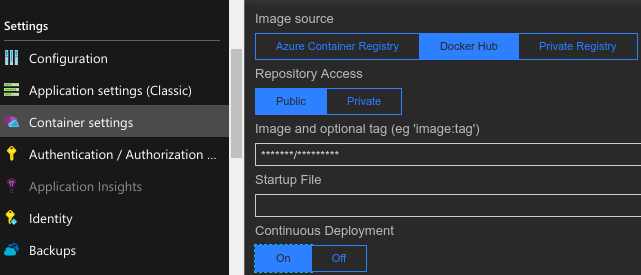 Settings
Configuration
Application settings (Classic)
Container settings
Authentication / Authorization ...
Application Insights
Identity
Backups
Image source
Azure Container Registry Docker Hub Private Registry
Repository Access
Public Private
Image and optional tag (eg 'image:tag')
*******/*********
Startup File
Continuous Deployment
On Off